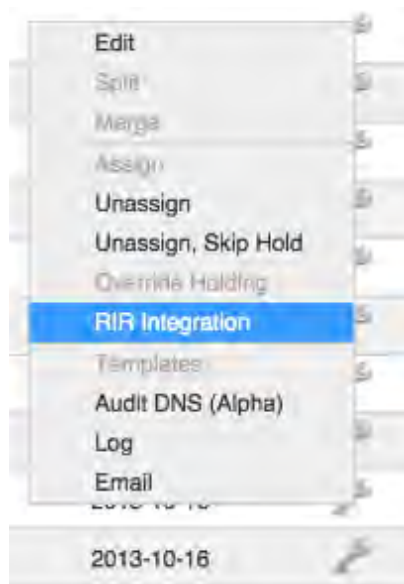 Edit
Split
Merge
Assign
Unassign
Unassign, Skip Hold
Override Holding
RIR Integration
Templates
Audit DNS (Alpha)
Log
Email
2013-10-16